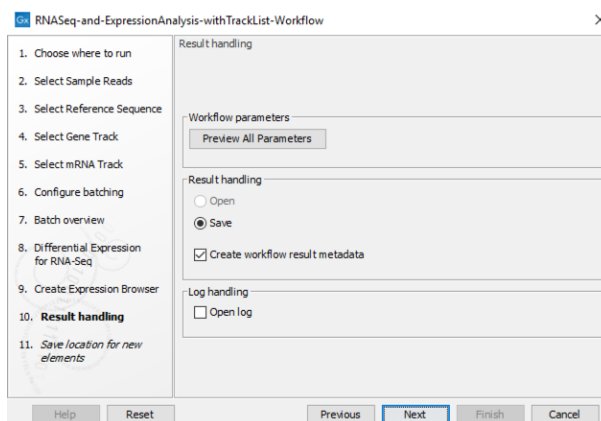 Gx RNASeq-and-ExpressionAnalysis-withTrackList-Workflow
1. Choose where to run
2. Select Sample Reads
3. Select Reference Sequence
4. Select Gene Track
5. Select mRNA Track
6. Configure batching
7. Batch overview
8. Differential Expression
for RNA-Seq
9. Create Expression Browser
10. Result handling
11. Save location for new
elements
Result handling
Workflow parameters
Preview All Parameters
Result handling
Open
Save
Create workflow result metadata
Log handling
Open log
Help
Reset
Previous
Next
Finish
Cancel